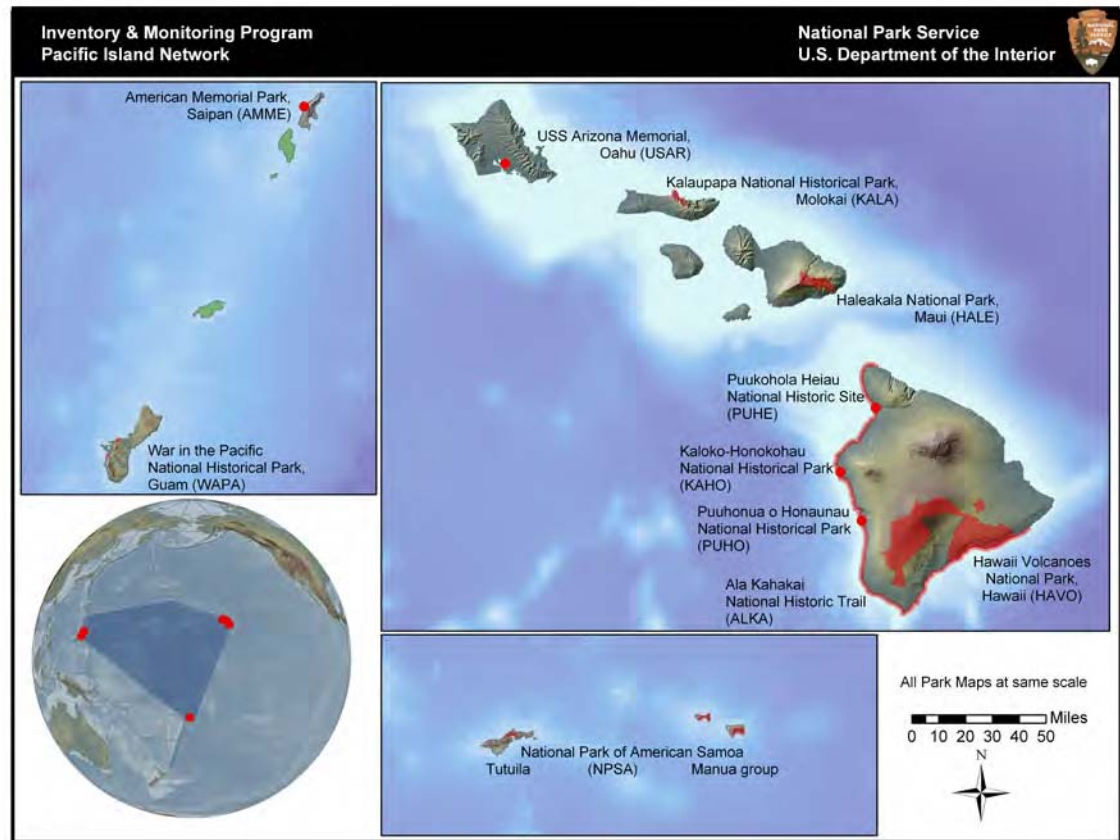 Inventory & Monitoring Program
Pacific Island Network
National Park Service
U.S. Department of the Interior
American Memorial Park,
Saipan (AMME)
War in the Pacific
National Historical Park,
Guam (WAPA)
USS Arizona Memorial,
Oahu (USAR)
Kalaupapa National Historical Park,
Molokai (KALA)
Haleakala National Park,
Maui (HALE)
Puukohola Heiau
National Historic Site
(PUHE)
Kaloko-Honokohau
National Historical Park
(KAHO)
Puuhonua o Honaunau
National Historical Park
(PUHO)
Ala Kahakai
National Historic Trail
(ALKA)
Hawaii Volcanoes
National Park,
Hawaii (HAVO)
National Park of American Samoa
Tutuila (NPSA) Manua group
All Park Maps at same scale
Miles
0 10 20 30 40 50
N